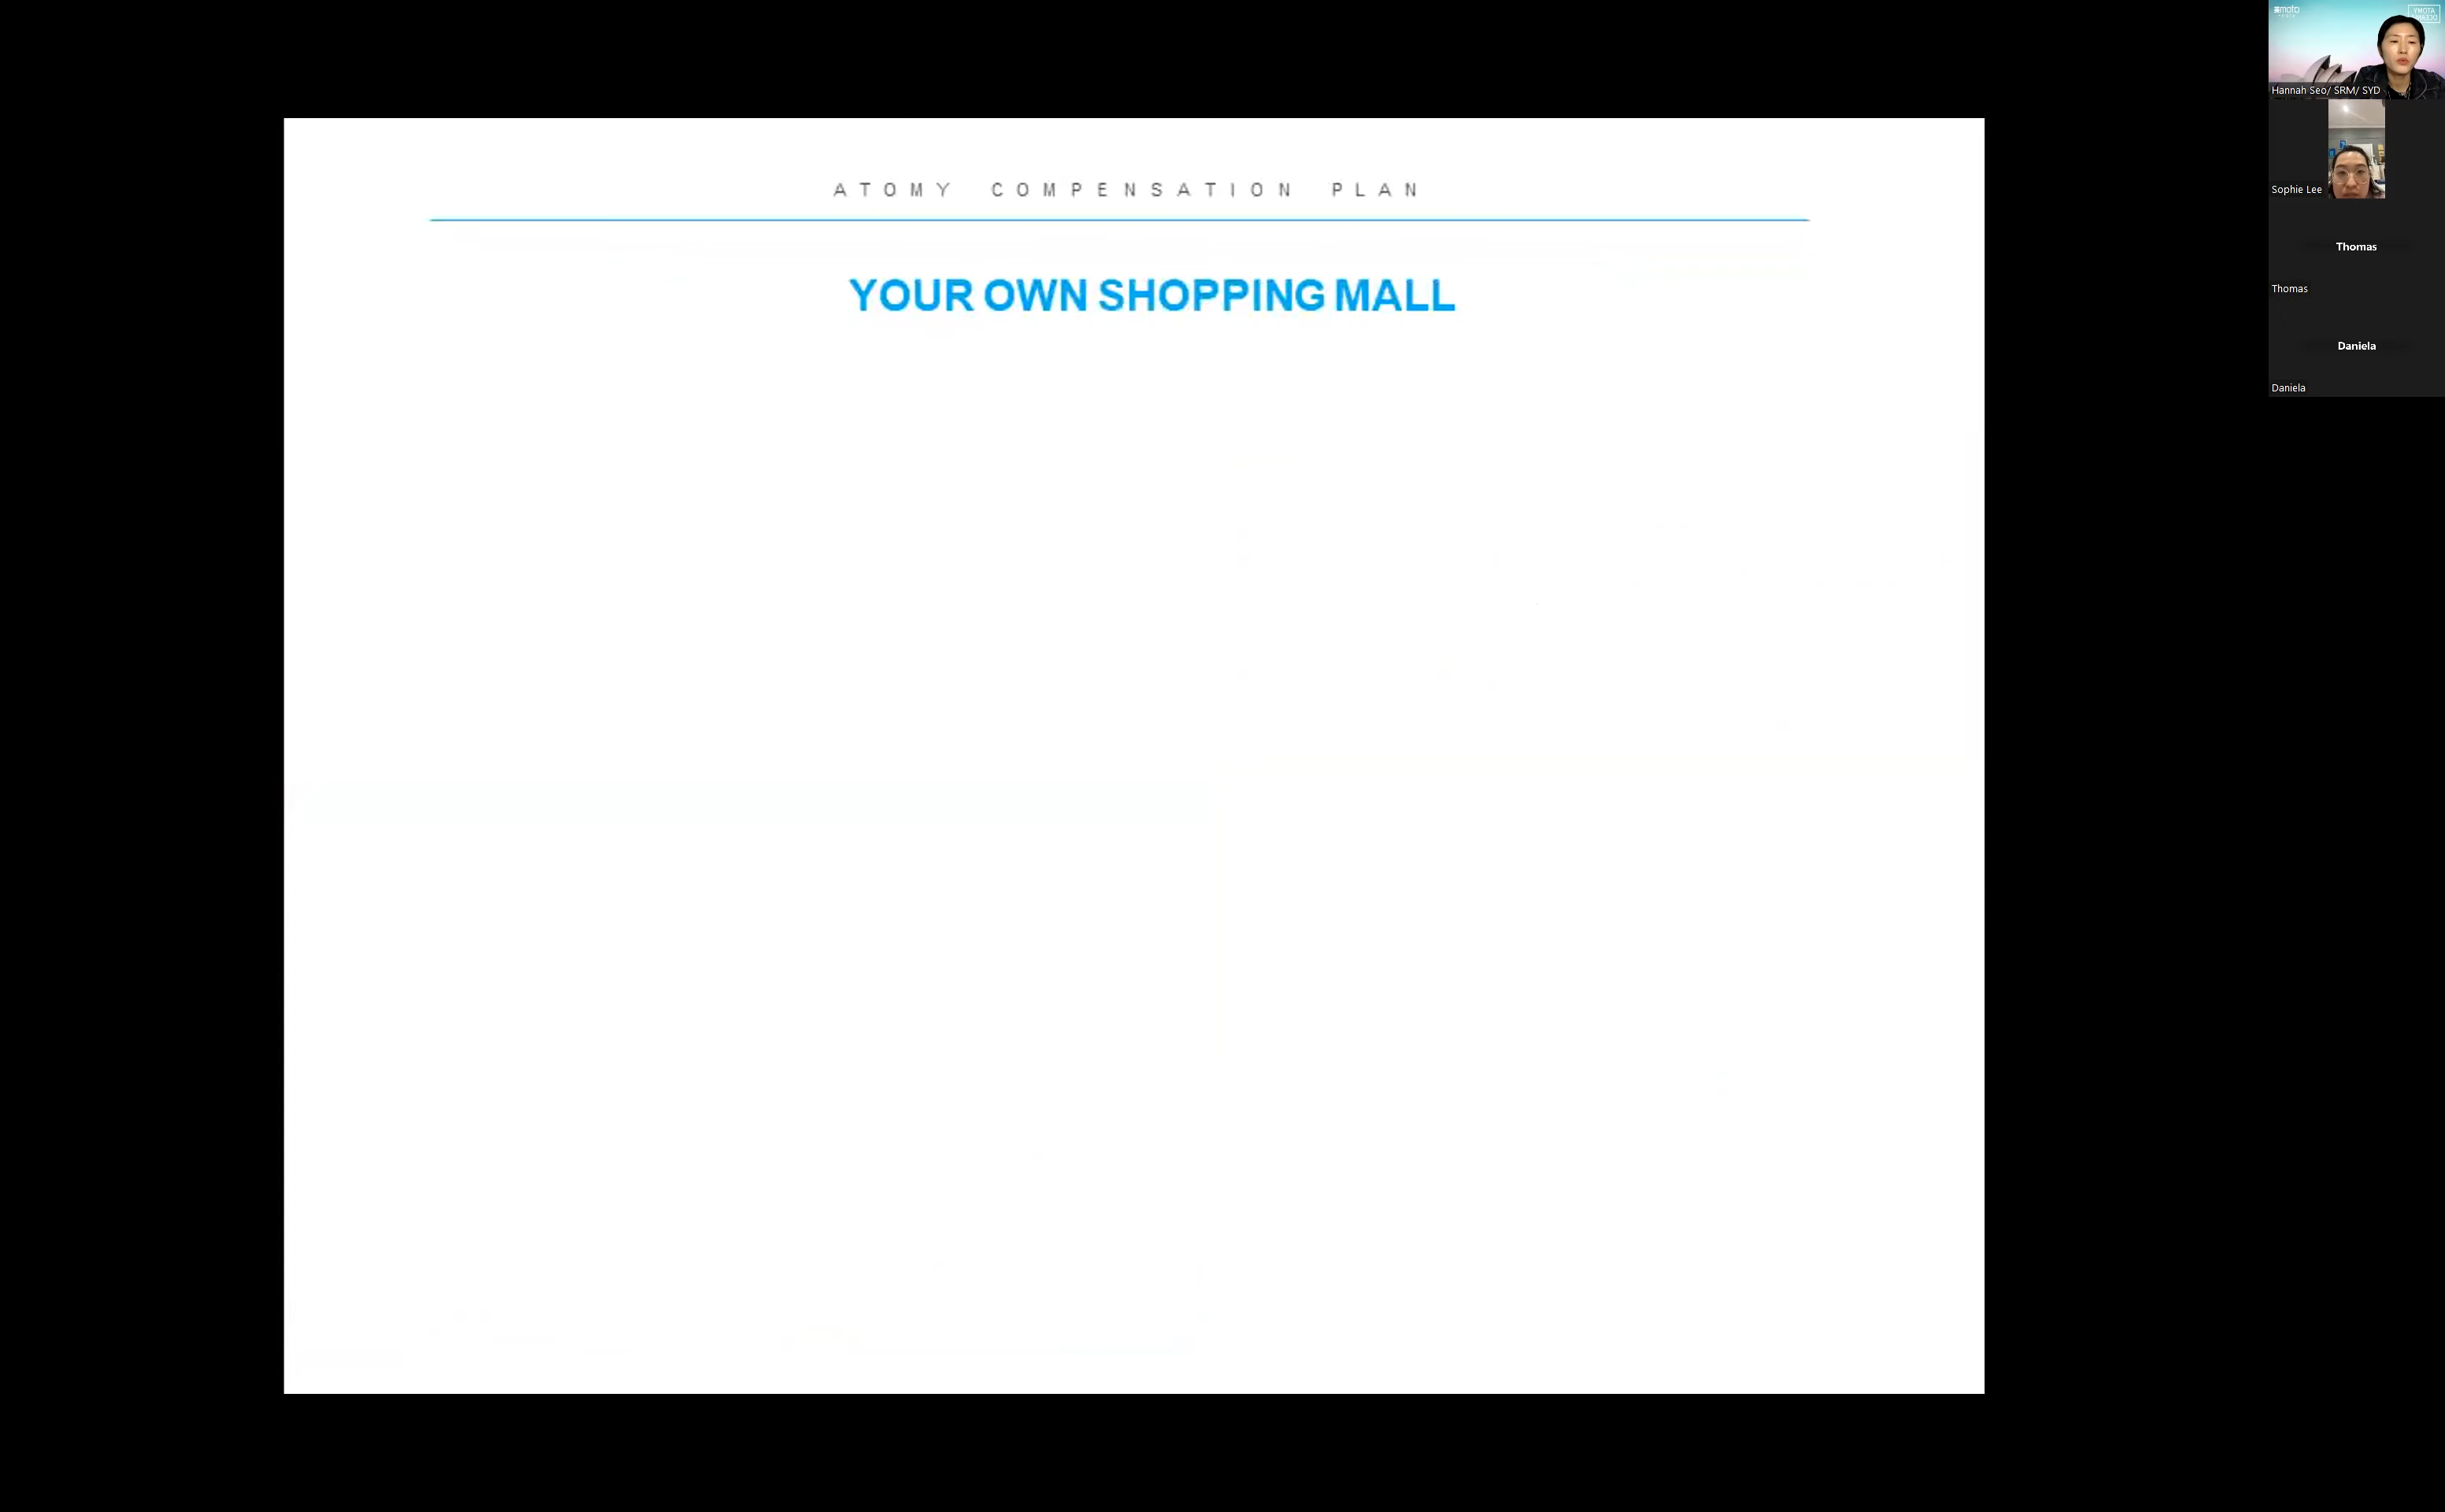 ATOMY COMPENSATION PLAN
YOUR OWN SHOPPING MALL
Hannah Seo/ SRM/ SYD
Sophie Lee
Thomas
Thomas
Daniela
Daniela